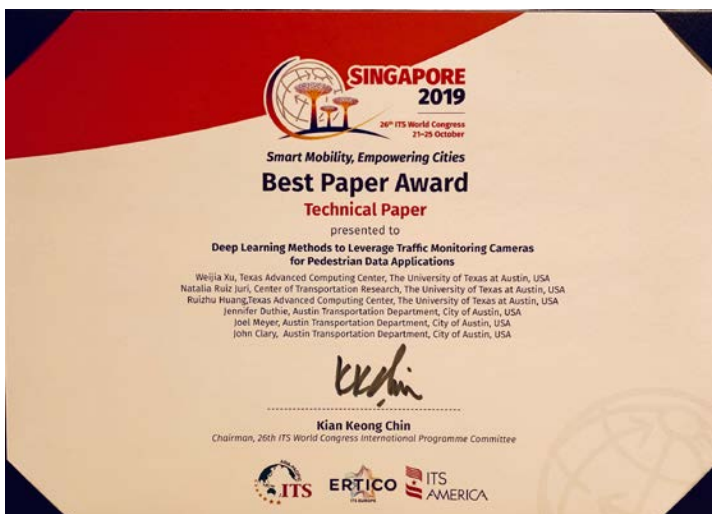 SINGAPORE
2019
26th ITS World Congress
21-25 October
Smart Mobility, Empowering Cities
Best Paper Award
Technical Paper
presented to
Deep Learning Methods to Leverage Traffic Monitoring Cameras
for Pedestrian Data Applications
Weijia Xu, Texas Advanced Computing Center, The University of Texas at Austin, USA
Natalia Ruiz Juri, Center of Transportation Research, The University of Texas at Austin, USA
Ruizhu Huang,Texas Advanced Computing Center, The University of Texas at Austin, USA
Jennifer Duthie, Austin Transportation Department, City of Austin, USA
Joel Meyer, Austin Transportation Department, City of Austin, USA
John Clary, Austin Transportation Department, City of Austin, USA
Kian Keong Chin
Chairman, 26th ITS World Congress International Programme Committee
ITS
ERTICO
ITS EUROPE
ITS
AMERICA